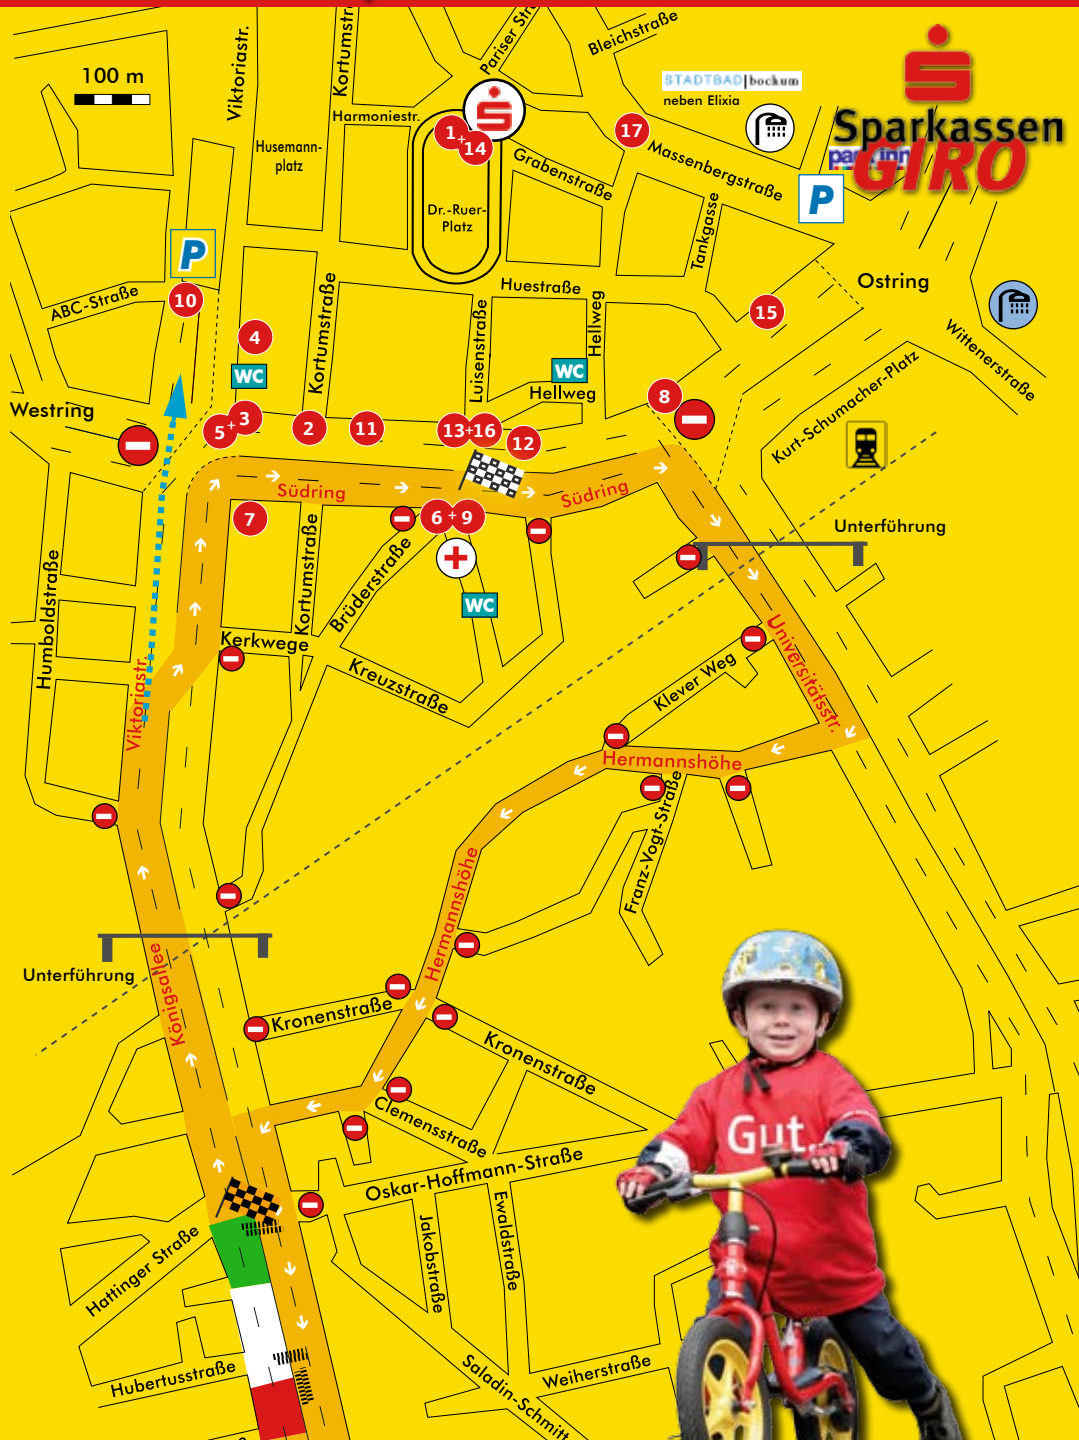 100 m
Viktoriastr.
Kortumstr
Pariser Str
Bleichstraße
STADTBAD bochum
neben Elixia
Sparkassen
GIRO
Harmoniestr.
1+14
17
Husemann-
platz
Massenbergstraße
Grabenstraße
P
Dr.-Ruer-
Platz
Tankgasse
P
Ostring
ABC-Straße
10
Huestraße
15
Kortumstraße
Luisenstraße
Hellweg
4
WC
WC
Hellweg
Wittenerstraße
Kurt-Schumacher-Platz
8
Westring
5+3
2
11
13+16
12
Südring
Südring
7
6+9
Unterführung
Humboldstraße
Kortumstraße
Brüderstraße
WC
Kerkwege
Kreuzstraße
Klever Weg
Universitätsstr.
Viktoriastr.
Hermannshöhe
Franz-Vogt-Straße
Hermannshöhe
Unterführung
Königsallee
Kronenstraße
Kronenstraße
Clemensstraße
Gut.
Oskar-Hoffmann-Straße
Hattinger Straße
Jakobstraße
Ewaldstraße
Hubertusstraße
Weiherstraße
Saladin-Schmitt